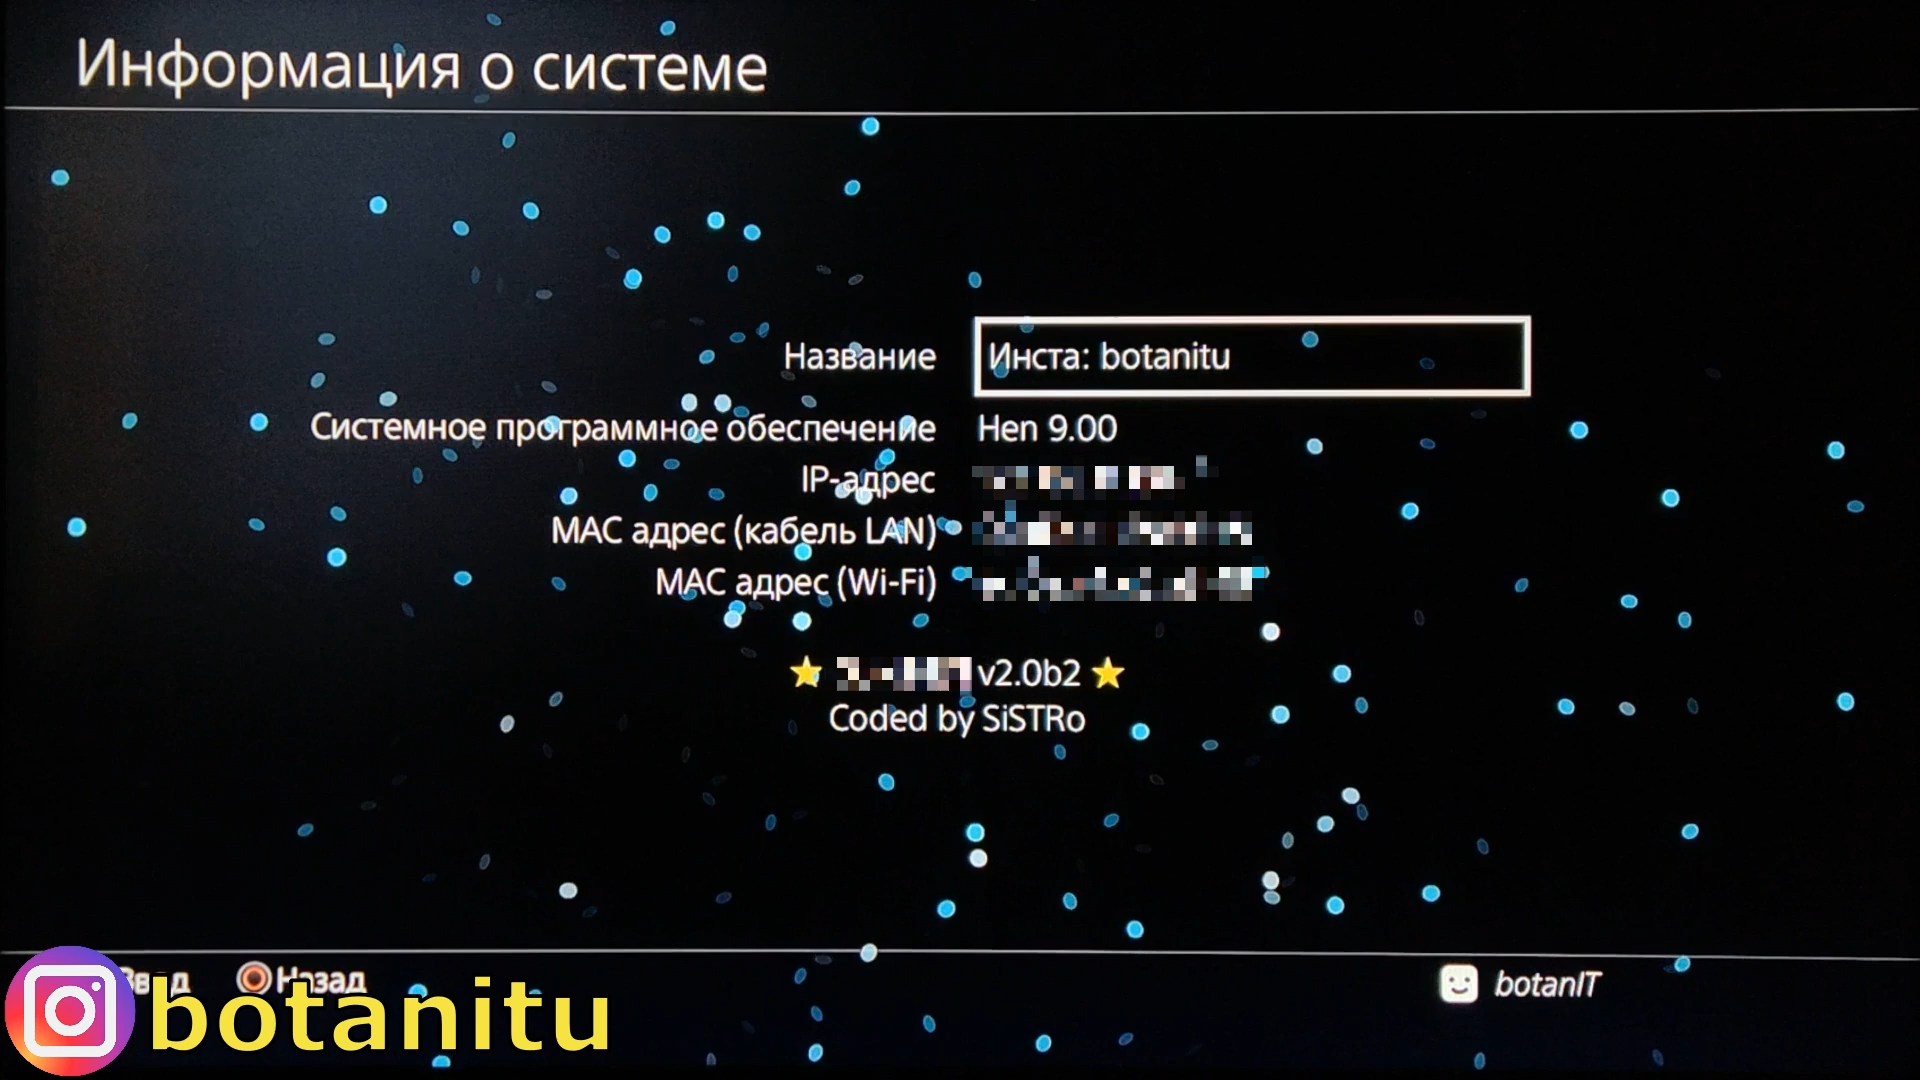 Информация о системе
Название Инста: botanitu
Системное программное обеспечение Hen 9.00
IP-адрес
MAC адрес (кабель LAN)
MAC адрес (Wi-Fi)
v2.0b2
Coded by SiSTRo
Назад
botanIT
botanitu